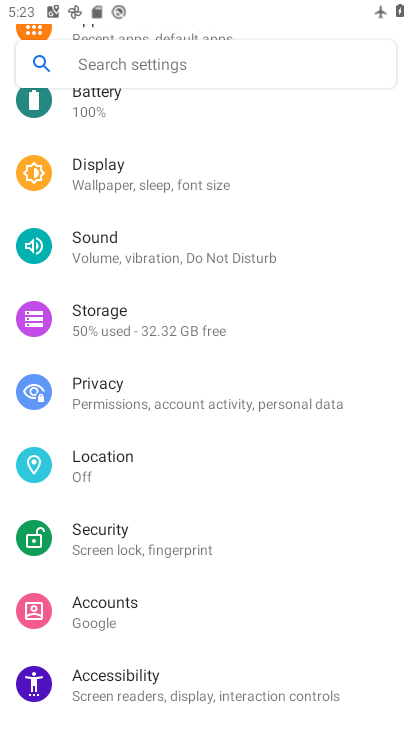 5:23
Recent apps, default apps
Search settings
Battery
100%
Display
Wallpaper, sleep, font size
Sound
Volume, vibration, Do Not Disturb
Storage
50% used - 32.32 GB free
Privacy
Permissions, account activity, personal data
Location
Off
Security
Screen lock, fingerprint
Accounts
Google
Accessibility
Screen readers, display, interaction controls